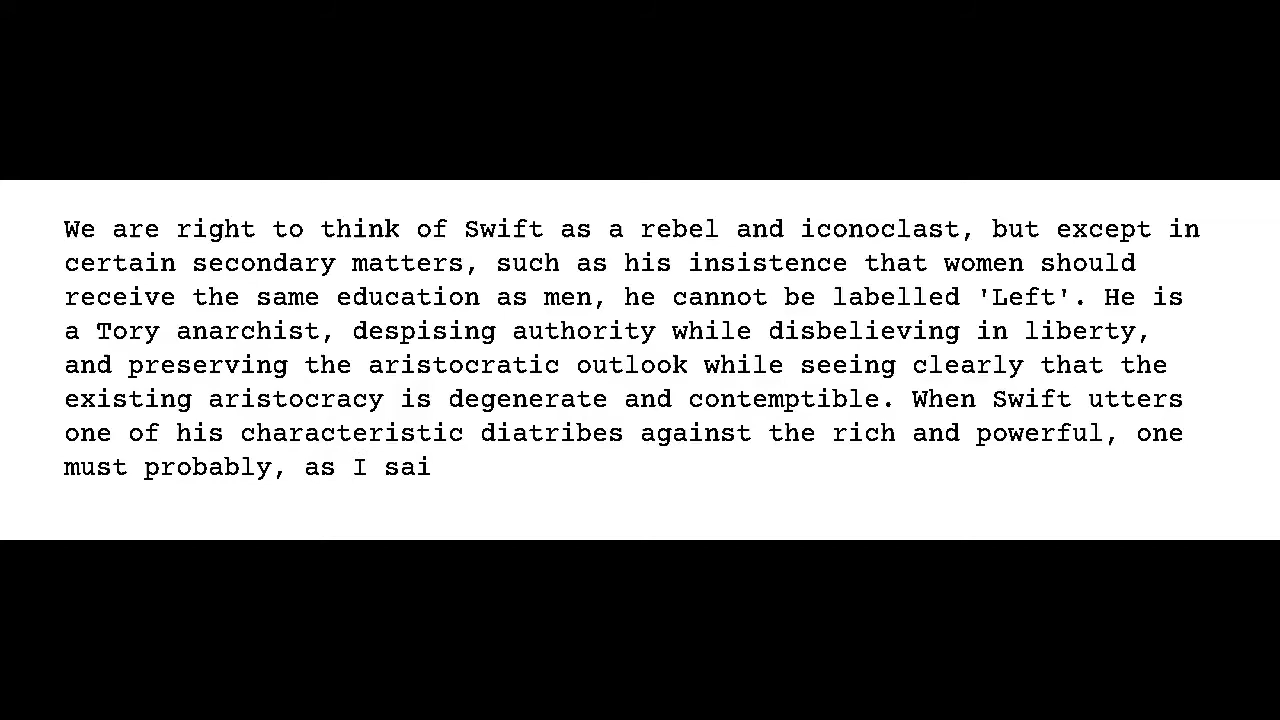 We are right to think of Swift as a rebel and iconoclast, but except in
certain secondary matters, such as his insistence that women should
receive the same education as men, he cannot be labelled 'Left'. He is
a Tory anarchist, despising authority while disbelieving in liberty,
and preserving the aristocratic outlook while seeing clearly that the
existing aristocracy is degenerate and contemptible. When Swift utters
one of his characteristic diatribes against the rich and powerful, one
must probably, as I sai